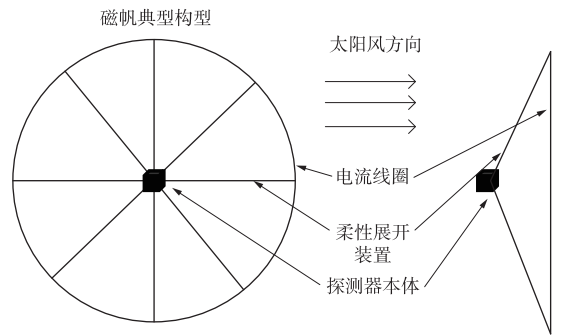 磁帆典型构型
太阳风方向
电流线圈
柔性展开
装置
探测器本体